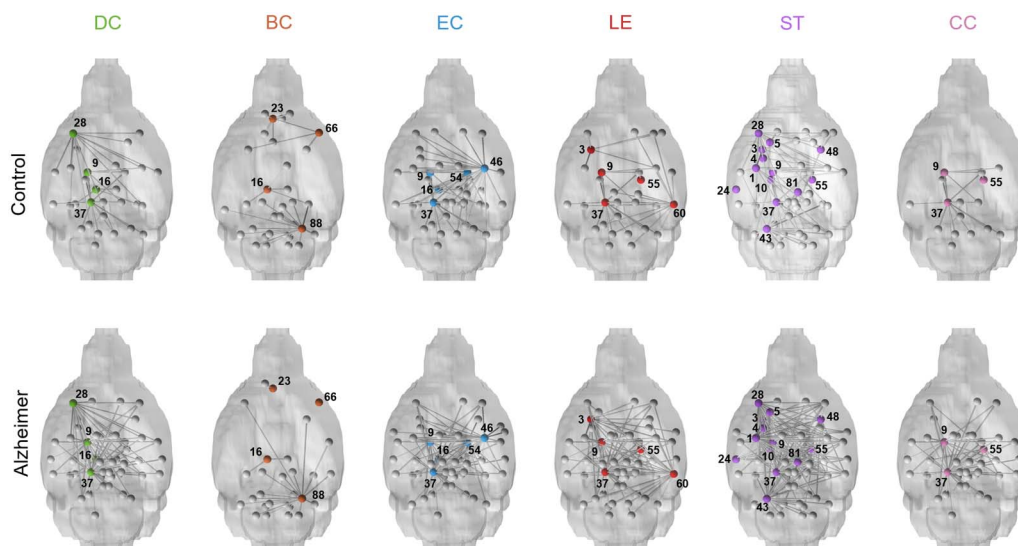 DC BC EC LE ST CC
Control
28 9 16 37
23 66 16 88
46 9 54 16 37
3 9 55 37 60
28 5 3 4 48 9 1 55 24 10 81 37 43
9 55 37
Alzheimer
28 9 16 37
23 66 16 88
46 9 16 54 37
3 9 55 37 60
28 5 3 48 4 1 9 55 24 10 81 37 43
9 55 37